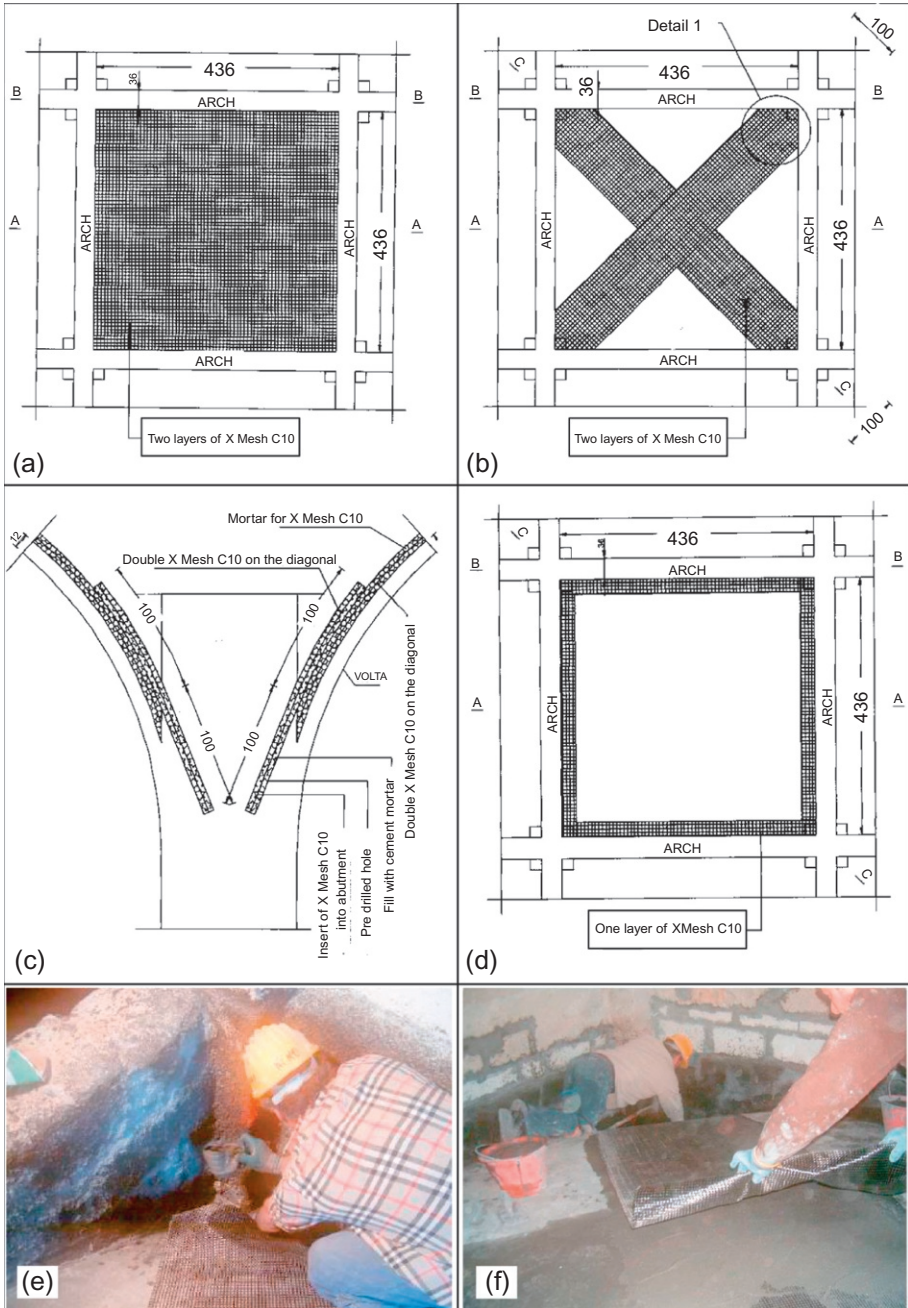 436
36
B
ARCH
B
A
ARCH
ARCH
A
436
ARCH
Two layers of X Mesh C10
(a)
Detail 1
100
C
436
36
B
ARCH
B
A
ARCH
ARCH
A
436
ARCH
C
100
Two layers of X Mesh C10
(b)
Mortar for X Mesh C10
12
Double X Mesh C10 on the diagonal
100
100
VOLTA
100
100
Double X Mesh C10 on the diagonal
Fill with cement mortar
Pre drilled hole
Insert of X Mesh C10
into abutment
(c)
C
436
36
B
ARCH
B
A
ARCH
ARCH
A
436
ARCH
C
One layer of XMesh C10
(d)
(e)
(f)